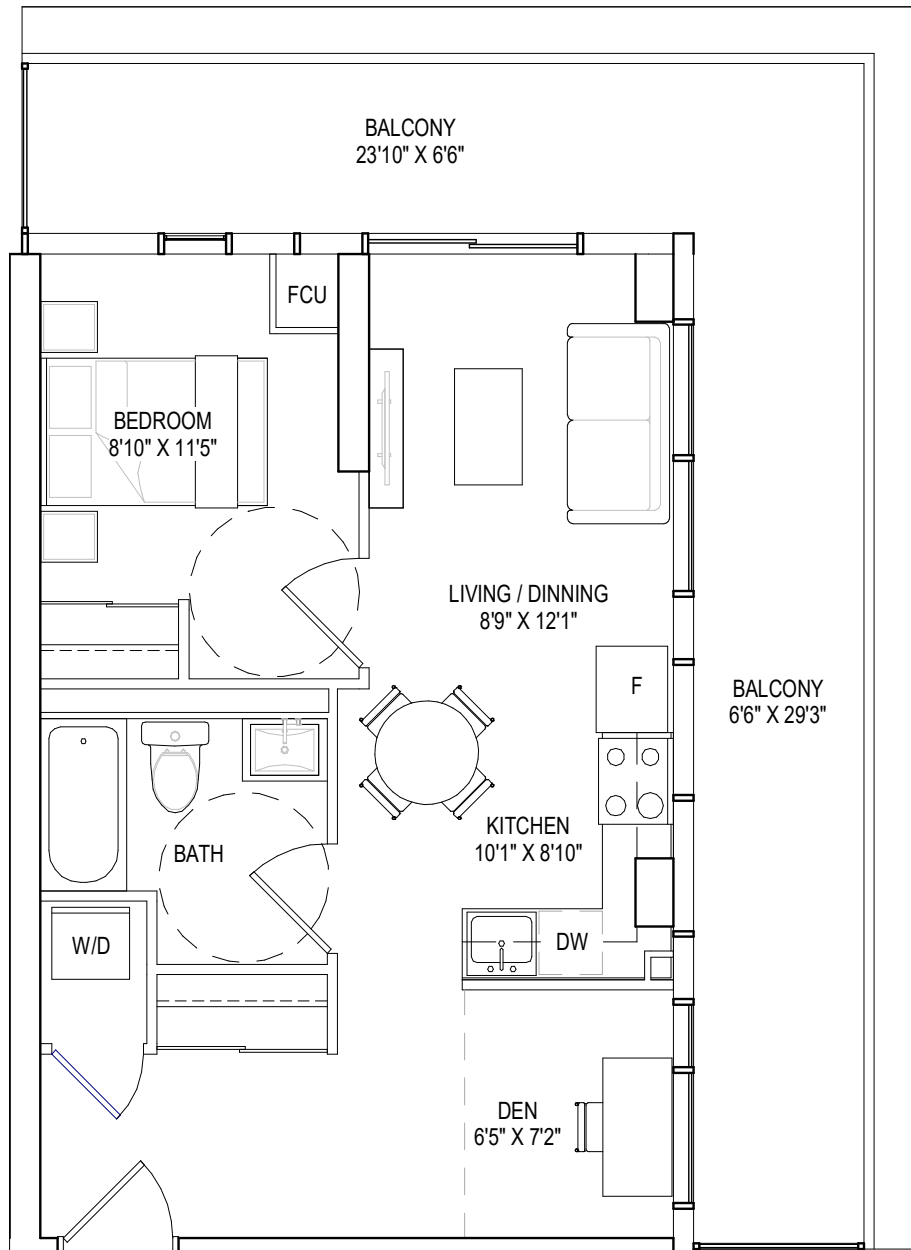 BALCONY
23'10" X 6'6"
FCU
BEDROOM
8'10" X 11'5"
LIVING / DINNING
8'9" X 12'1"
F
BALCONY
6'6" X 29'3"
KITCHEN
10'1" X 8'10"
BATH
W/D
DW
DEN
6'5" X 7'2"